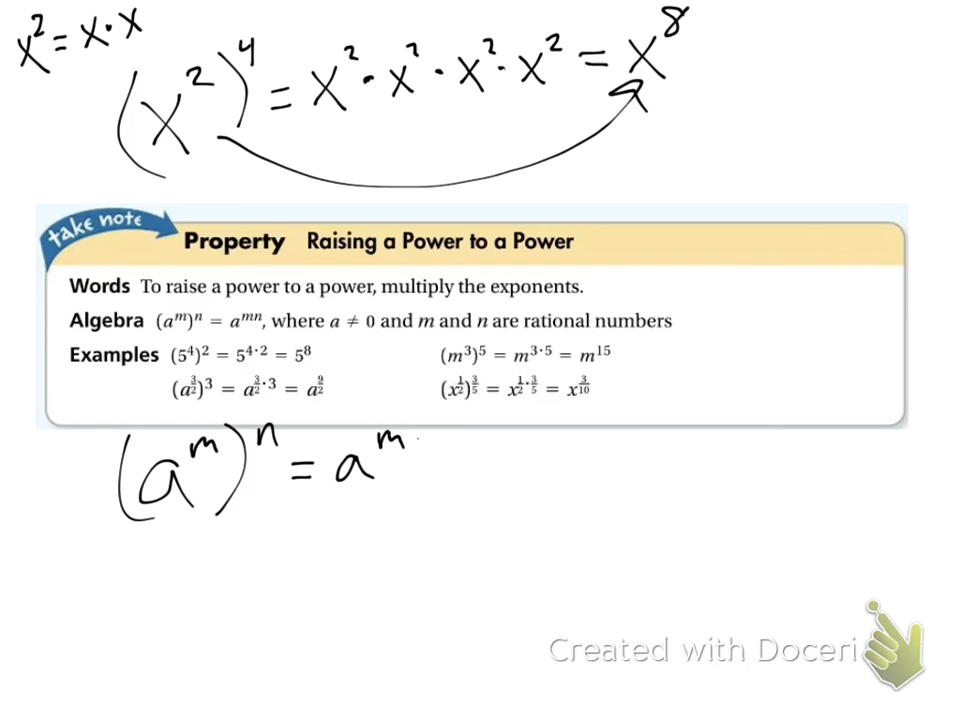 x² = x · x
(x²)⁴ = x² · x² · x² · x² = x⁸
take note
Property Raising a Power to a Power
Words To raise a power to a power, multiply the exponents.
Algebra (aᵐ)ⁿ = aᵐⁿ, where a ≠ 0 and m and n are rational numbers
Examples (5⁴)² = 5⁴·² = 5⁸ (m³)⁵ = m³·⁵ = m¹⁵
(a^(3/2))³ = a^(3/2 · 3) = a^(9/2) (x^(1/2))^(3/5) = x^(1/2 · 3/5) = x^(3/10)
(aᵐ)ⁿ = aᵐ ·
Created with Doceri